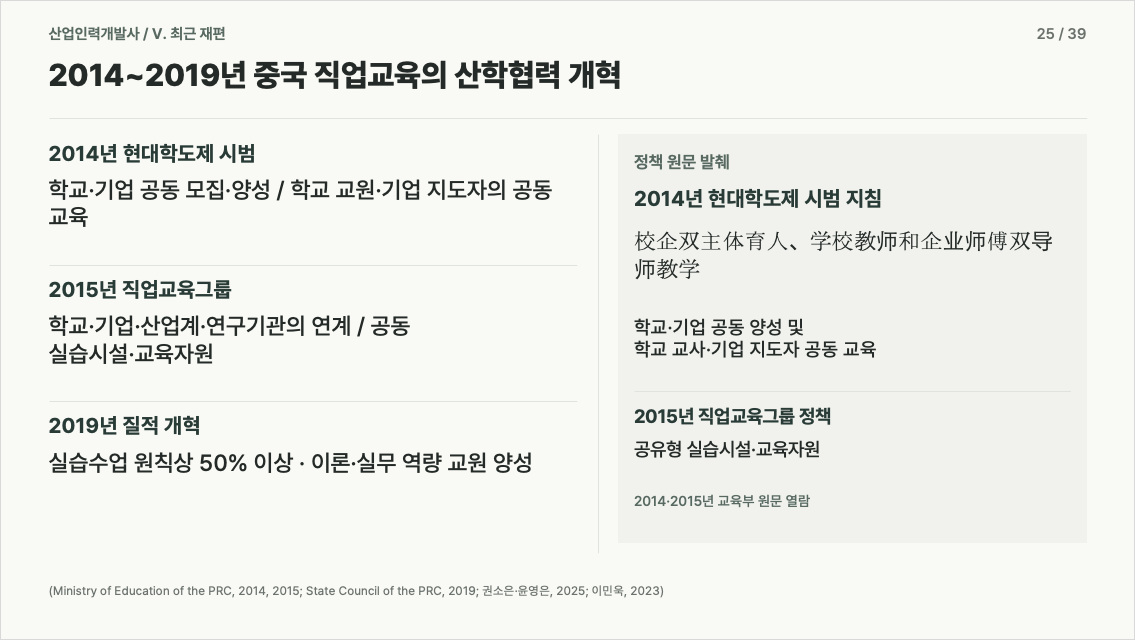 산업인력개발사 / V. 최근 재편
25 / 39
2014~2019년 중국 직업교육의 산학협력 개혁
2014년 현대학도제 시범
학교·기업 공동 모집·양성 / 학교 교원·기업 지도자의 공동
교육
2015년 직업교육그룹
학교·기업·산업계·연구기관의 연계 / 공동
실습시설·교육자원
2019년 질적 개혁
실습수업 원칙상 50% 이상 · 이론·실무 역량 교원 양성
정책 원문 발췌
2014년 현대학도제 시범 지침
校企双主体育人、学校教师和企业师傅双导
师教学
학교·기업 공동 양성 및
학교 교사·기업 지도자 공동 교육
2015년 직업교육그룹 정책
공유형 실습시설·교육자원
2014·2015년 교육부 원문 열람
(Ministry of Education of the PRC, 2014, 2015; State Council of the PRC, 2019; 권소은·윤영은, 2025; 이민욱, 2023)